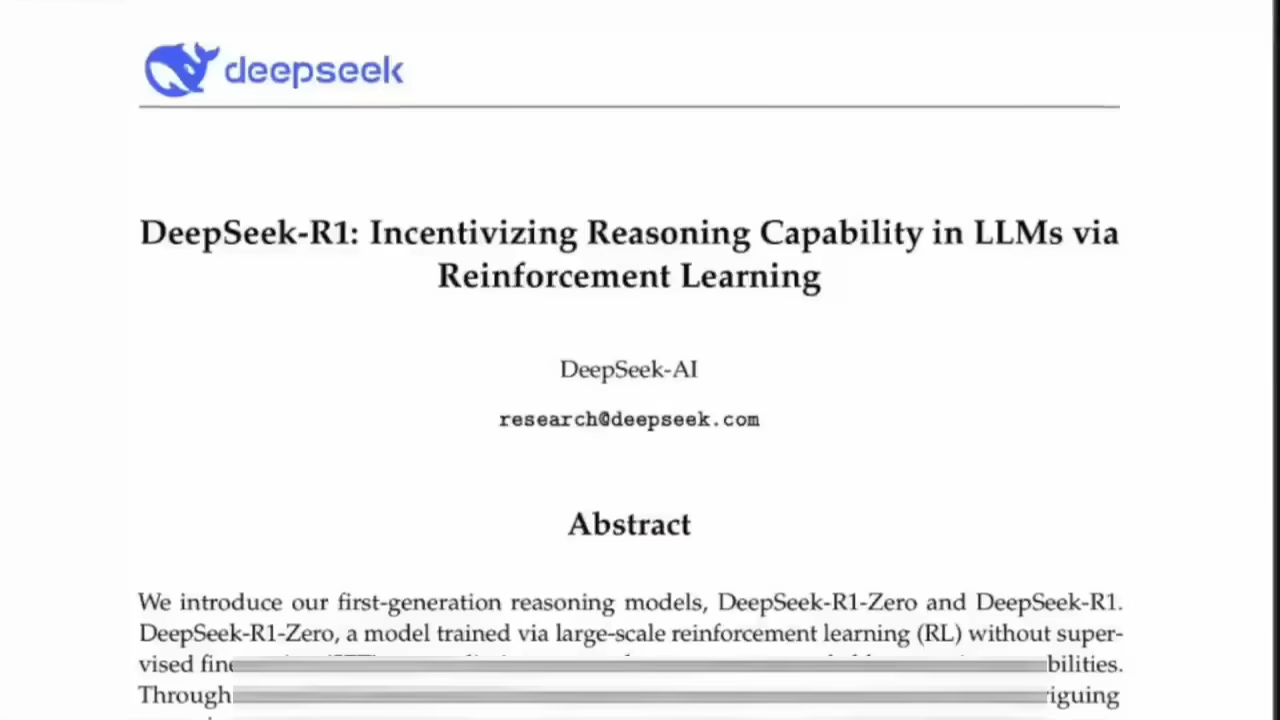 deepseek
DeepSeek-R1: Incentivizing Reasoning Capability in LLMs via
Reinforcement Learning
DeepSeek-AI
research@deepseek.com
Abstract
We introduce our first-generation reasoning models, DeepSeek-R1-Zero and DeepSeek-R1.
DeepSeek-R1-Zero, a model trained via large-scale reinforcement learning (RL) without super-
vised fine bilities.
Through riguing